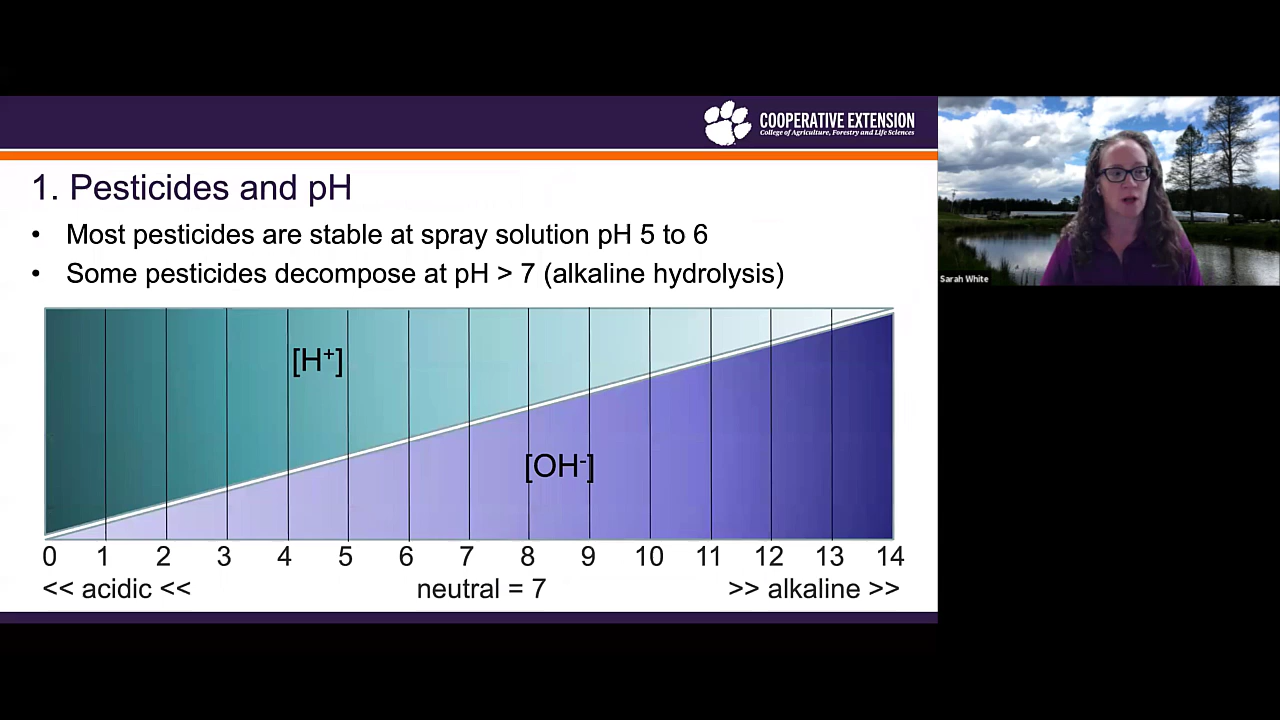 COOPERATIVE EXTENSION
College of Agriculture, Forestry and Life Sciences
1. Pesticides and pH
• Most pesticides are stable at spray solution pH 5 to 6
• Some pesticides decompose at pH > 7 (alkaline hydrolysis)
[H⁺]
[OH⁻]
0 1 2 3 4 5 6 7 8 9 10 11 12 13 14
<< acidic << neutral = 7 >> alkaline >>
Sarah White